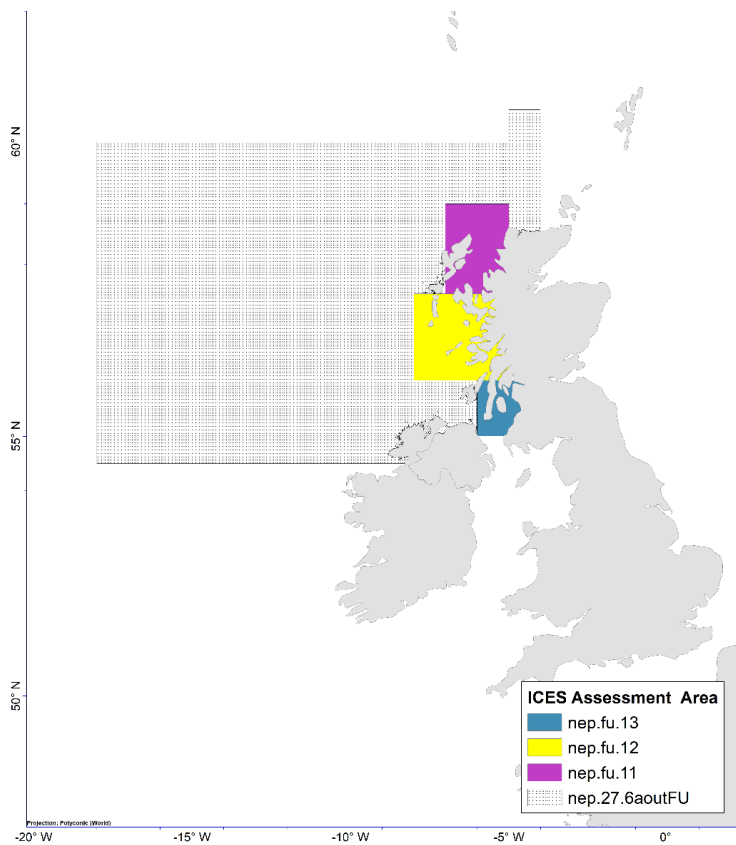 60° N
55° N
50° N
ICES Assessment Area
nep.fu.13
nep.fu.12
nep.fu.11
nep.27.6aoutFU
Projection: Polyconic (World)
-20° W -15° W -10° W -5° W 0°